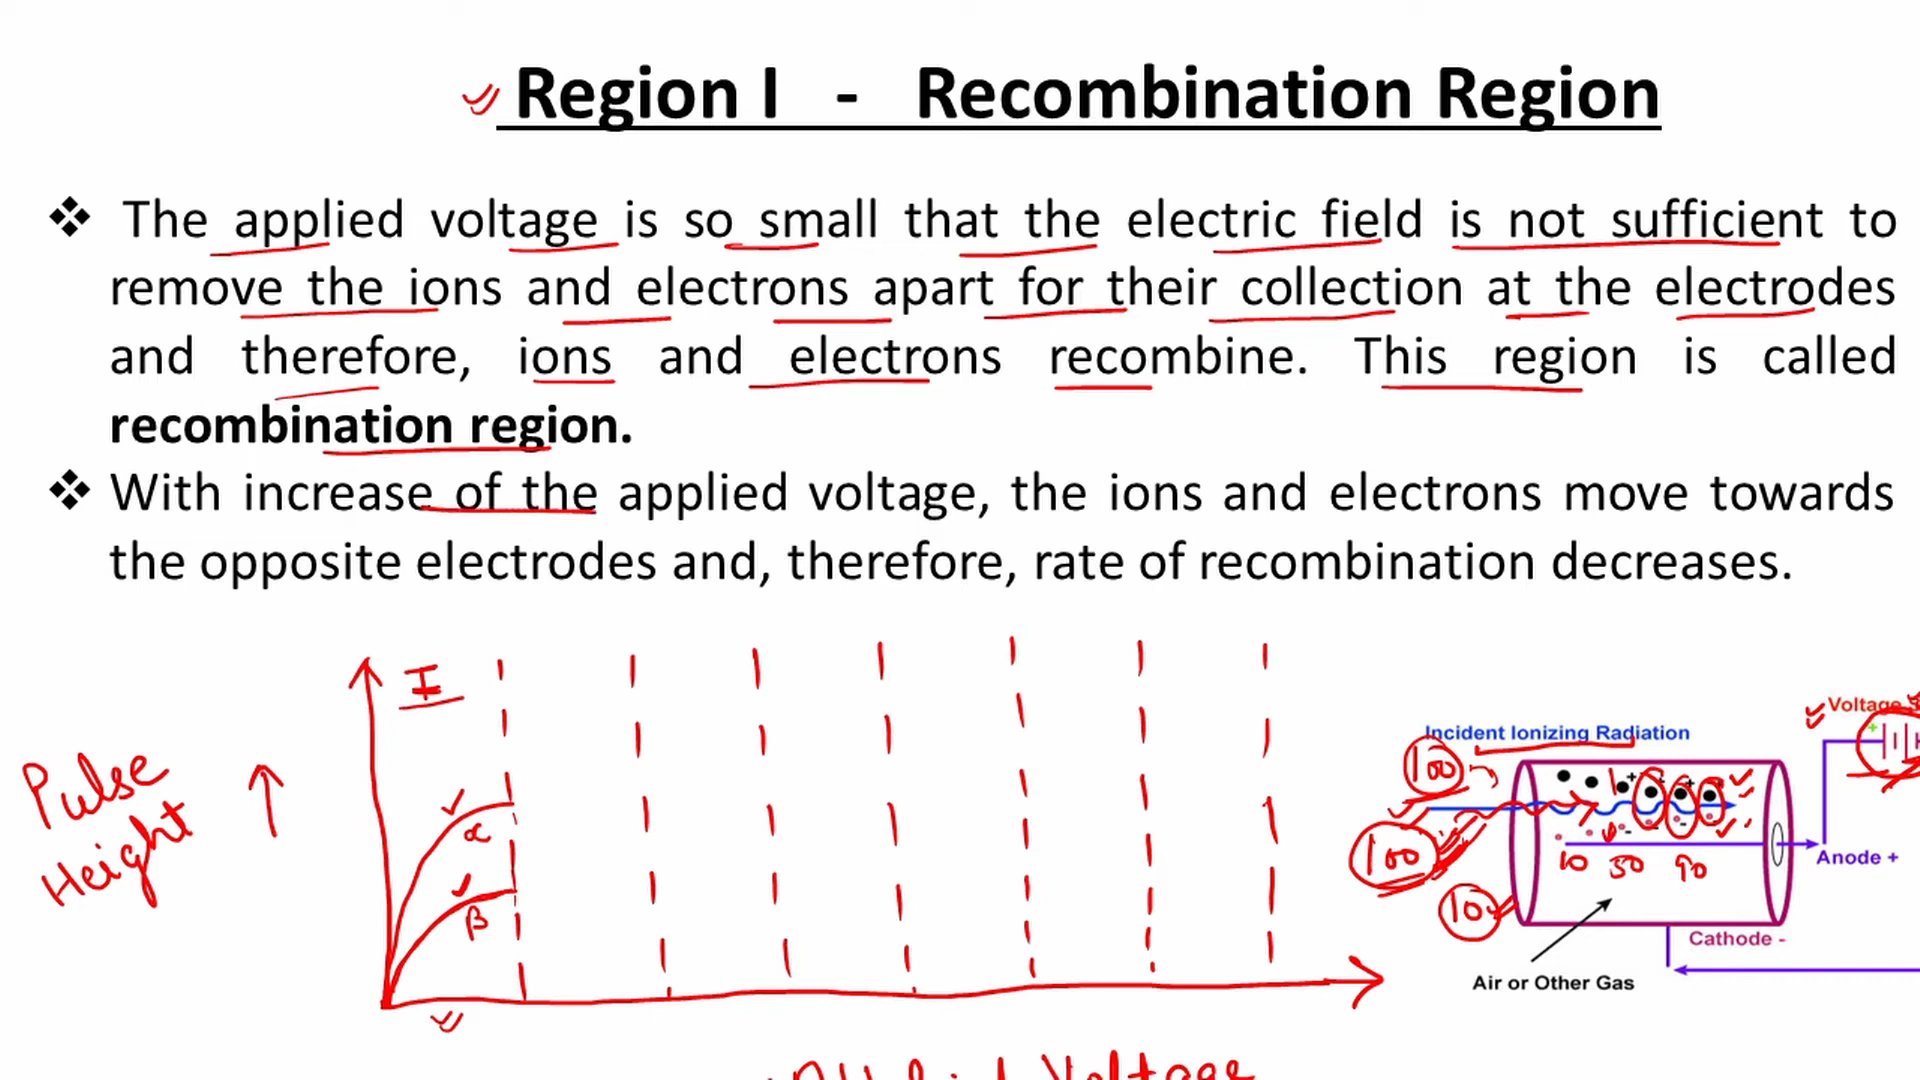 Region I - Recombination Region
❖ The applied voltage is so small that the electric field is not sufficient to
remove the ions and electrons apart for their collection at the electrodes
and therefore, ions and electrons recombine. This region is called
recombination region.
❖ With increase of the applied voltage, the ions and electrons move towards
the opposite electrodes and, therefore, rate of recombination decreases.
I
Pulse
Height
α
β
Voltage
Voltage
Incident Ionizing Radiation
100
100
10
10 50 90
Anode +
Cathode -
Air or Other Gas